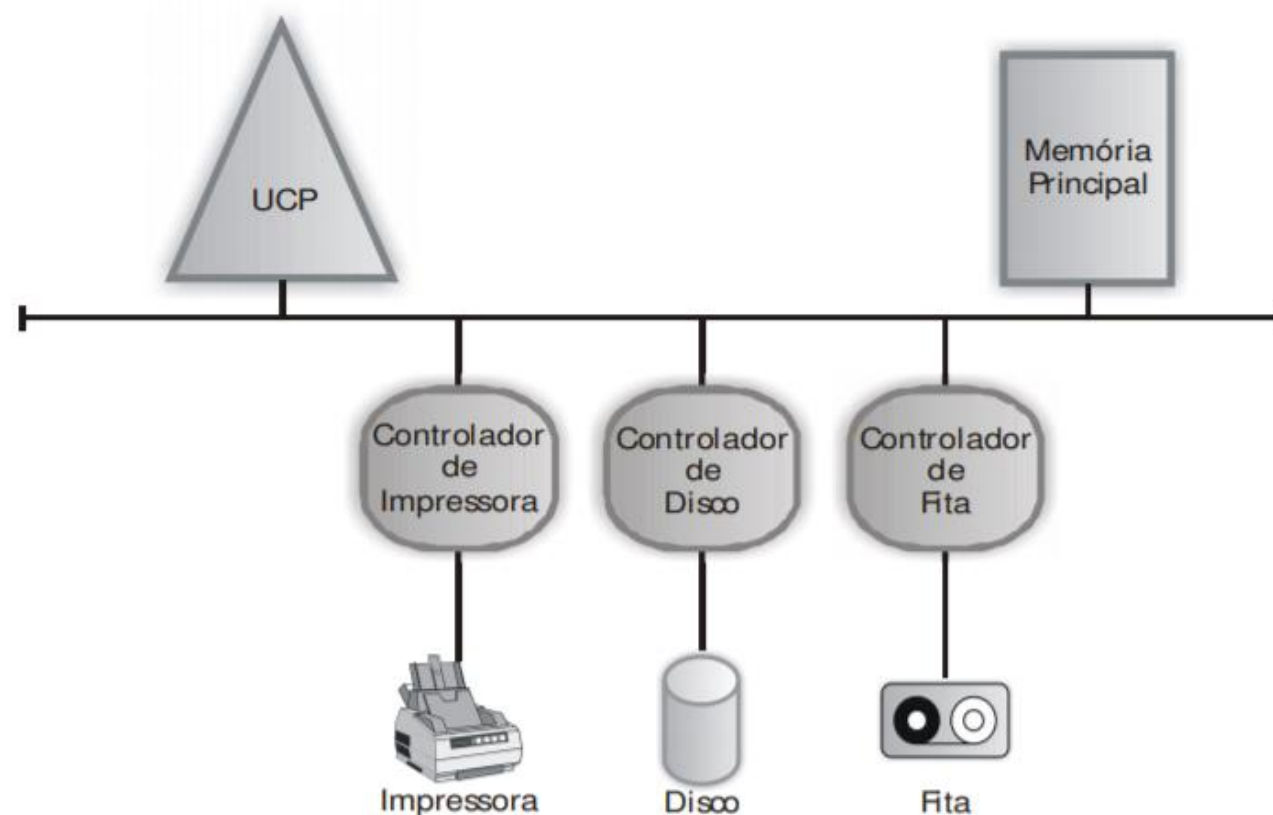 UCP
Memória
Principal
Controlador
de
Impressora
Controlador
de
Disco
Controlador
de
Fita
Impressora
Disco
Fita